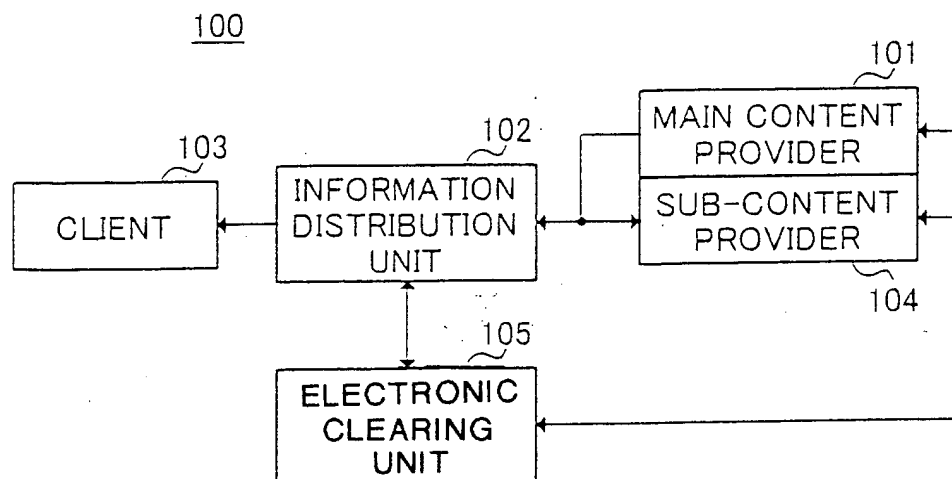 100
101
MAIN CONTENT
PROVIDER
102
103
INFORMATION
DISTRIBUTION
UNIT
CLIENT
SUB-CONTENT
PROVIDER
104
105
ELECTRONIC
CLEARING
UNIT